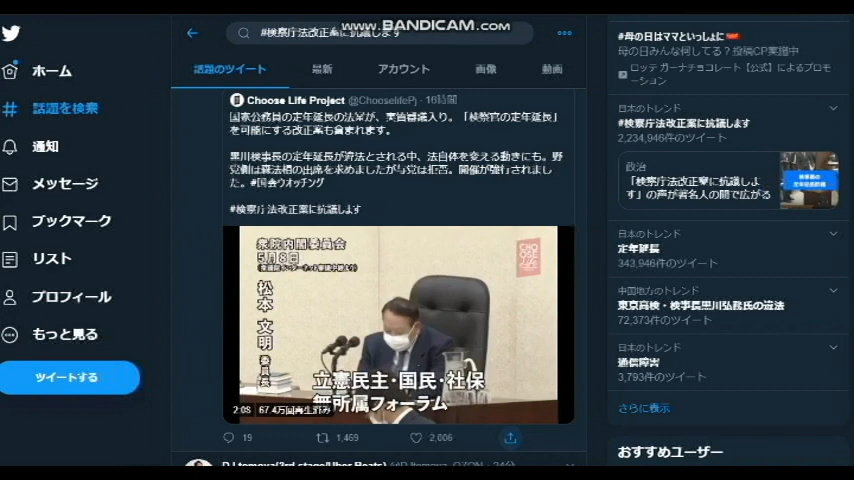 www.BANDICAM.com
#検察庁法改正案に抗議します
話題のツイート
最新
アカウント
画像
動画
ホーム
話題を検索
通知
メッセージ
ブックマーク
リスト
プロフィール
もっと見る
ツイートする
Choose Life Project @ChooselifePj · 16時間
国家公務員の定年延長の法案が、実質審議入り。「検察官の定年延長」
を可能にする改正案も含まれます。
黒川検事長の定年延長が違法とされる中、法自体を変える動きにも。野
党側は森法相の出席を求めましたが与党は拒否。開催が強行されまし
た。#国会ウオッチング
#検察庁法改正案に抗議します
衆院内閣委員会
5月8日
CHO
OSE
松本文明 委員長
立憲民主・国民・社保
無所属フォーラム
2:08
67.4万回再生済み
19
1,469
2,006
#母の日はママといっしょに
母の日みんな何してる？投稿CP実施中
ロッテ ガーナチョコレート【公式】によるプロモ
ーション
日本のトレンド
#検察庁法改正案に抗議します
2,234,946件のツイート
政治
「検察庁法改正案に抗議しよ
す」の声が著名人の間で広がる
検事長の
定年延長問題
日本のトレンド
定年延長
343,946件のツイート
中国地方のトレンド
東京高検・検事長黒川弘務氏の違法
72,373件のツイート
日本のトレンド
通信障害
3,793件のツイート
さらに表示
おすすめユーザー